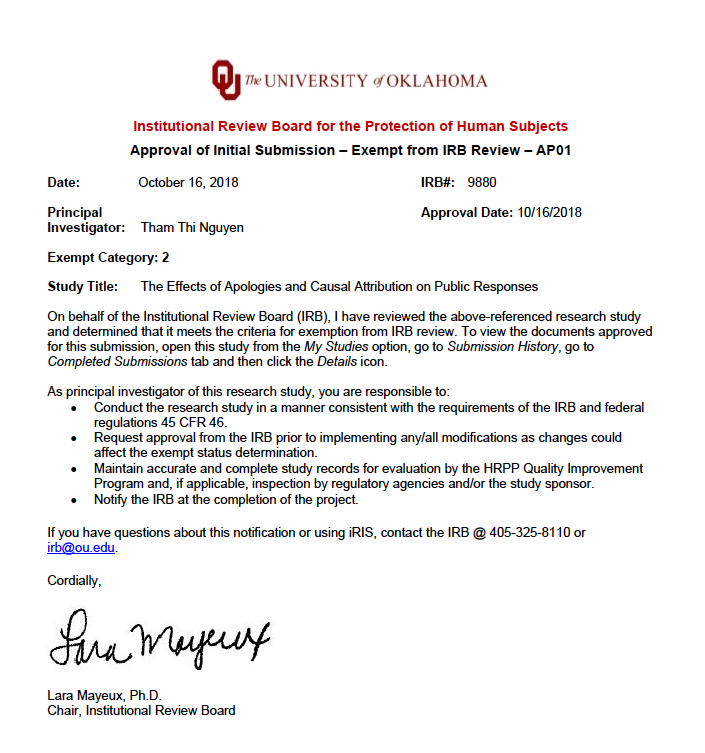 The UNIVERSITY of OKLAHOMA
Institutional Review Board for the Protection of Human Subjects
Approval of Initial Submission – Exempt from IRB Review – AP01
Date: October 16, 2018 IRB#: 9880
Principal Investigator: Tham Thi Nguyen Approval Date: 10/16/2018
Exempt Category: 2
Study Title: The Effects of Apologies and Causal Attribution on Public Responses
On behalf of the Institutional Review Board (IRB), I have reviewed the above-referenced research study
and determined that it meets the criteria for exemption from IRB review. To view the documents approved
for this submission, open this study from the My Studies option, go to Submission History, go to
Completed Submissions tab and then click the Details icon.
As principal investigator of this research study, you are responsible to:
• Conduct the research study in a manner consistent with the requirements of the IRB and federal
regulations 45 CFR 46.
• Request approval from the IRB prior to implementing any/all modifications as changes could
affect the exempt status determination.
• Maintain accurate and complete study records for evaluation by the HRPP Quality Improvement
Program and, if applicable, inspection by regulatory agencies and/or the study sponsor.
• Notify the IRB at the completion of the project.
If you have questions about this notification or using iRIS, contact the IRB @ 405-325-8110 or
irb@ou.edu.
Cordially,
Lara Mayeux
Lara Mayeux, Ph.D.
Chair, Institutional Review Board